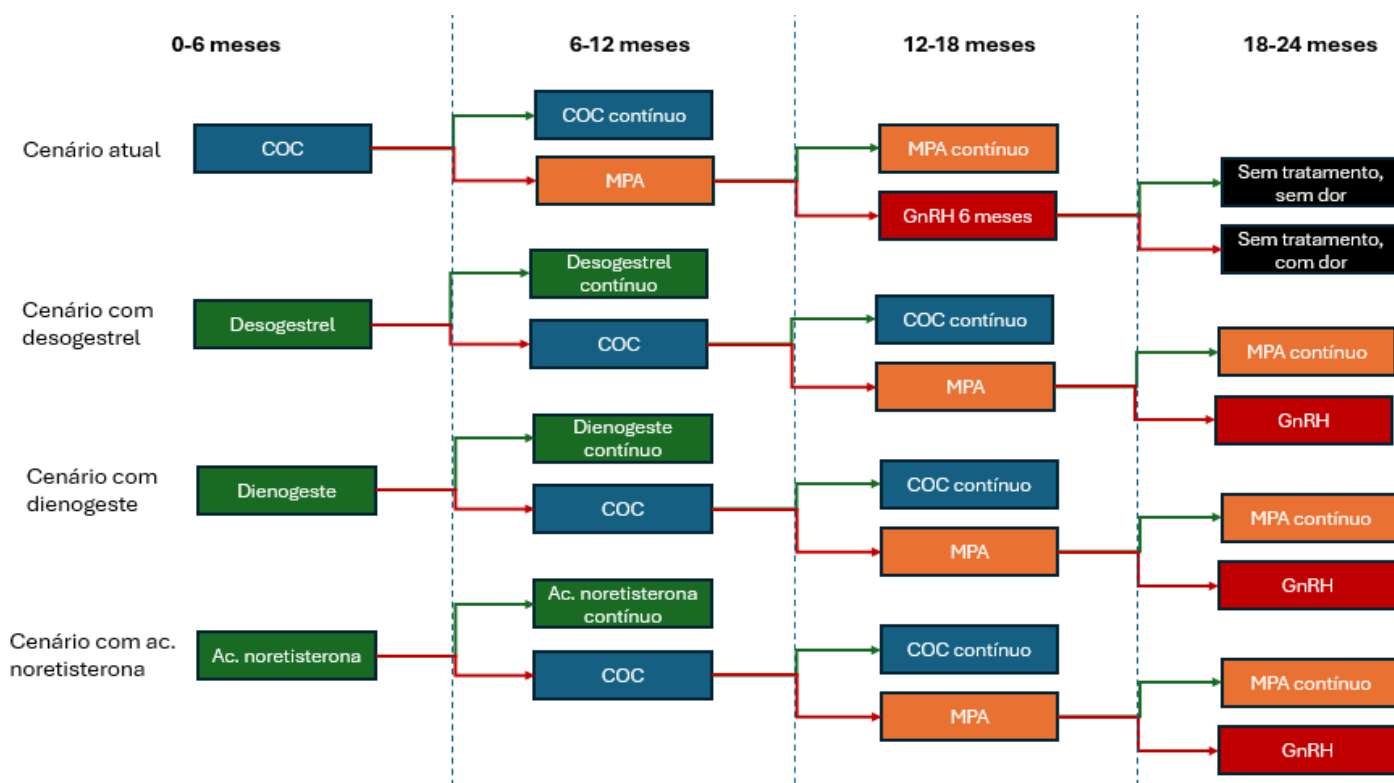 0-6 meses
6-12 meses
12-18 meses
18-24 meses
Cenário atual
COC
COC contínuo
MPA
MPA contínuo
GnRH 6 meses
Sem tratamento,
sem dor
Sem tratamento,
com dor
Cenário com
desogestrel
Desogestrel
Desogestrel
contínuo
COC
COC contínuo
MPA
MPA contínuo
GnRH
Cenário com
dienogeste
Dienogeste
Dienogeste
contínuo
COC
COC contínuo
MPA
MPA contínuo
GnRH
Cenário com ac.
noretisterona
Ac. noretisterona
Ac. noretisterona
contínuo
COC
COC contínuo
MPA
MPA contínuo
GnRH